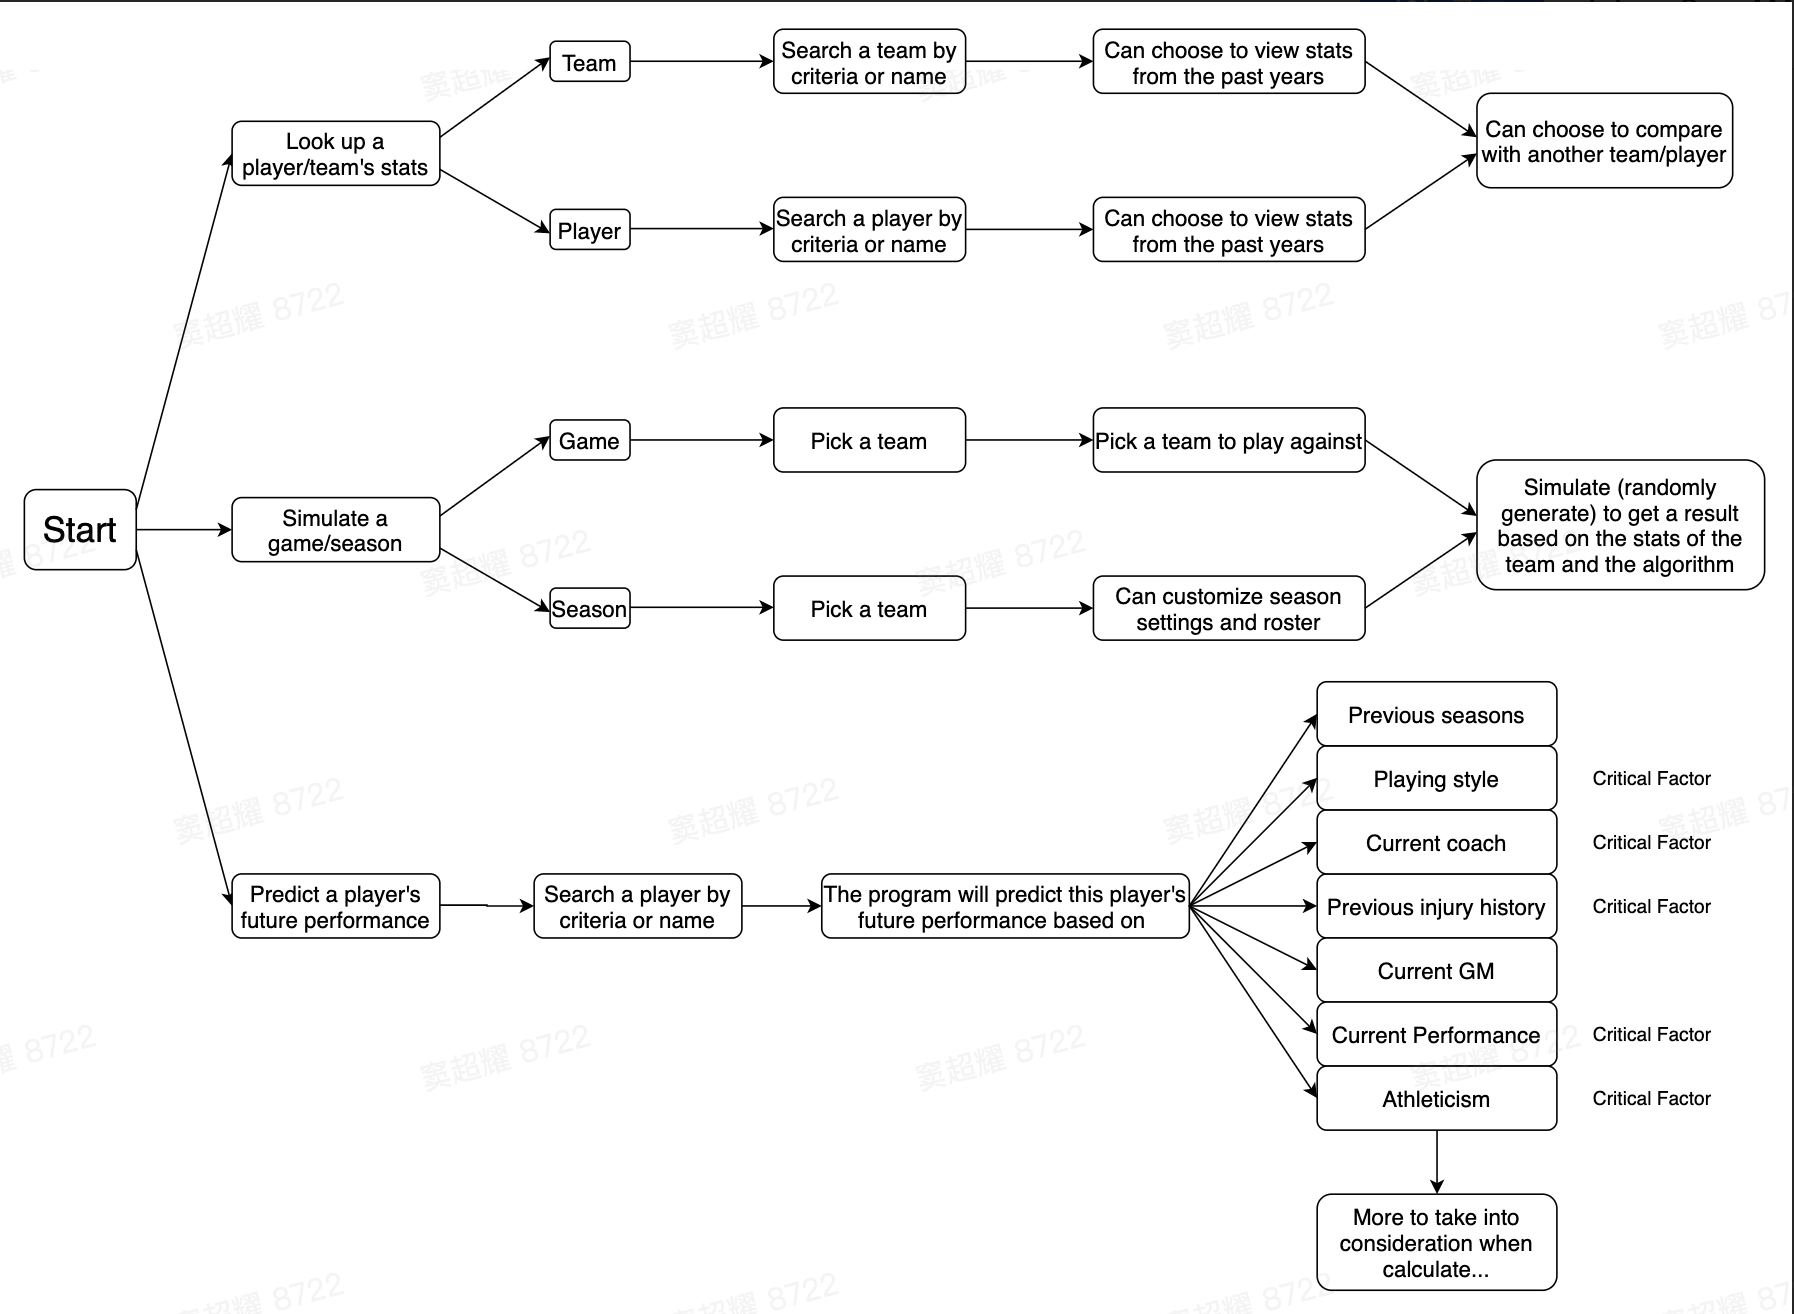 Team
Search a team by
criteria or name
Can choose to view stats
from the past years
Look up a
player/team's stats
Can choose to compare
with another team/player
Player
Search a player by
criteria or name
Can choose to view stats
from the past years
Start
Simulate a
game/season
Game
Pick a team
Pick a team to play against
Simulate (randomly
generate) to get a result
based on the stats of the
team and the algorithm
Season
Pick a team
Can customize season
settings and roster
Predict a player's
future performance
Search a player by
criteria or name
The program will predict this player's
future performance based on
Previous seasons
Playing style
Critical Factor
Current coach
Critical Factor
Previous injury history
Critical Factor
Current GM
Current Performance
Critical Factor
Athleticism
Critical Factor
More to take into
consideration when
calculate...
窦超耀 8722